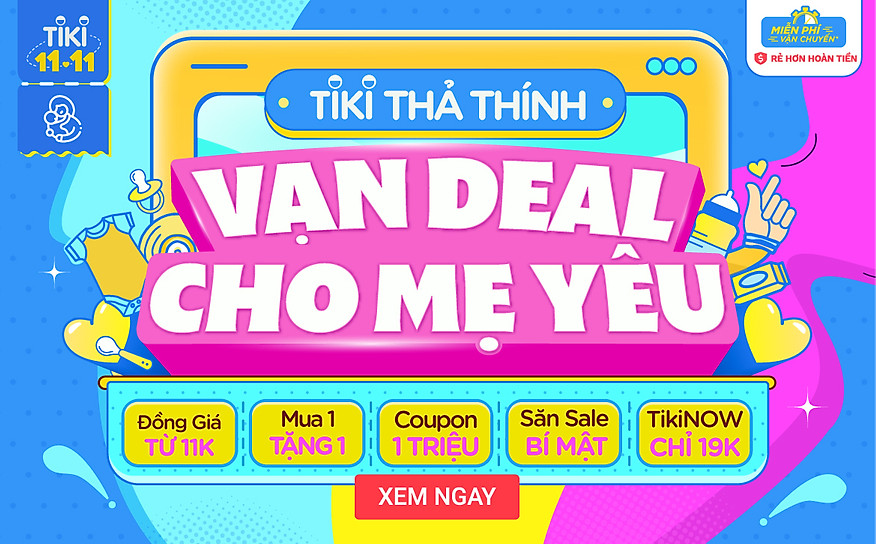 TIKI
11.11
MIỄN PHÍ
VẬN CHUYỂN*
$ RẺ HƠN HOÀN TIỀN
TIKI THẢ THÍNH
VẠN DEAL
CHO MẸ YÊU
Đồng Giá
TỪ 11K
Mua 1
TẶNG 1
Coupon
1 TRIỆU
Săn Sale
BÍ MẬT
TikiNOW
CHỈ 19K
XEM NGAY